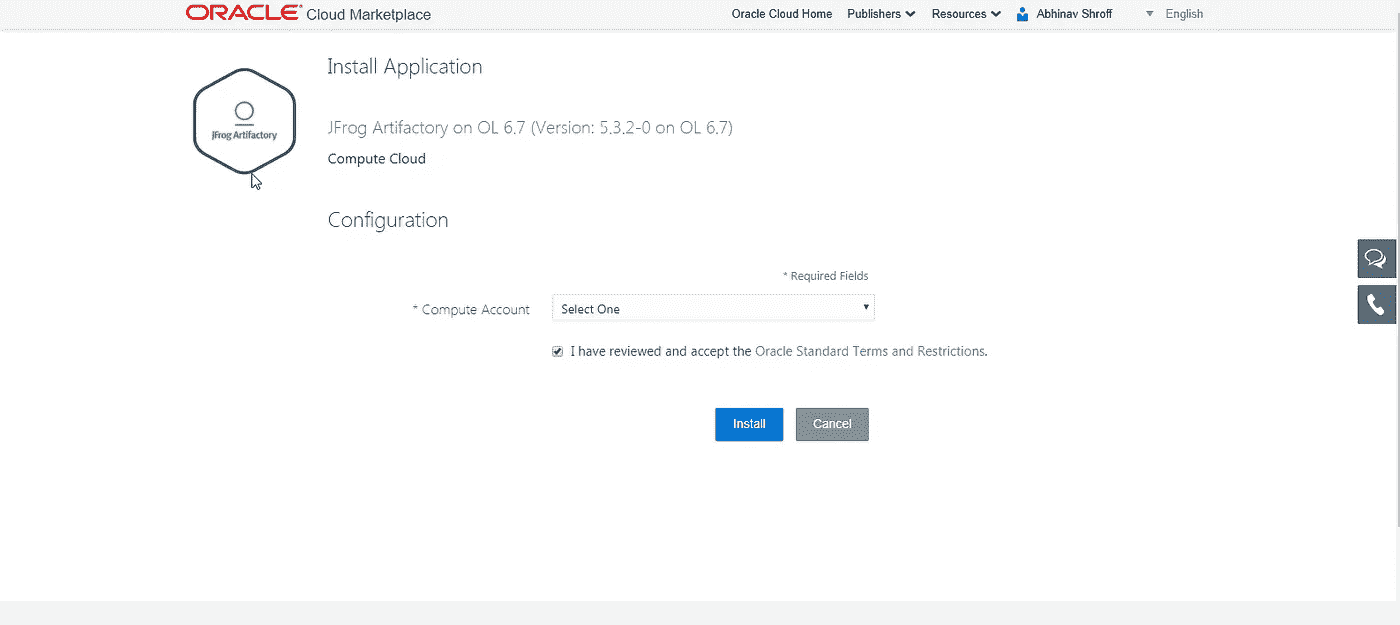 ORACLE Cloud Marketplace Oracle Cloud Home Publishers Resources Abhinav Shroff English
Install Application
JFrog Artifactory
JFrog Artifactory on OL 6.7 (Version: 5.3.2-0 on OL 6.7)
Compute Cloud
Configuration
* Required Fields
* Compute Account Select One
I have reviewed and accept the Oracle Standard Terms and Restrictions.
Install Cancel